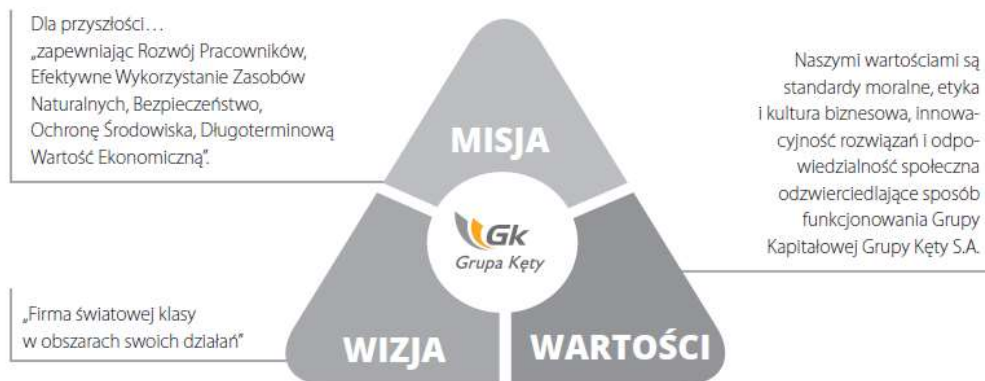 Dla przyszłości…
„zapewniając Rozwój Pracowników,
Efektywne Wykorzystanie Zasobów
Naturalnych, Bezpieczeństwo,
Ochronę Środowiska, Długoterminową
Wartość Ekonomiczną”.
MISJA
Naszymi wartościami są
standardy moralne, etyka
i kultura biznesowa, innowa-
cyjność rozwiązań i odpo-
wiedzialność społeczna
odzwierciedlające sposób
funkcjonowania Grupy
Kapitałowej Grupy Kęty S.A.
Gk
Grupa Kęty
„Firma światowej klasy
w obszarach swoich działań”
WIZJA
WARTOŚCI